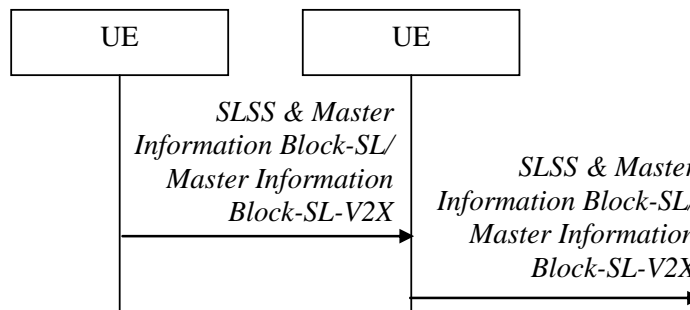 UE
UE
SLSS & Master
Information Block-SL/
Master Information
Block-SL-V2X
SLSS & Master
Information Block-SL/
Master Information
Block-SL-V2X